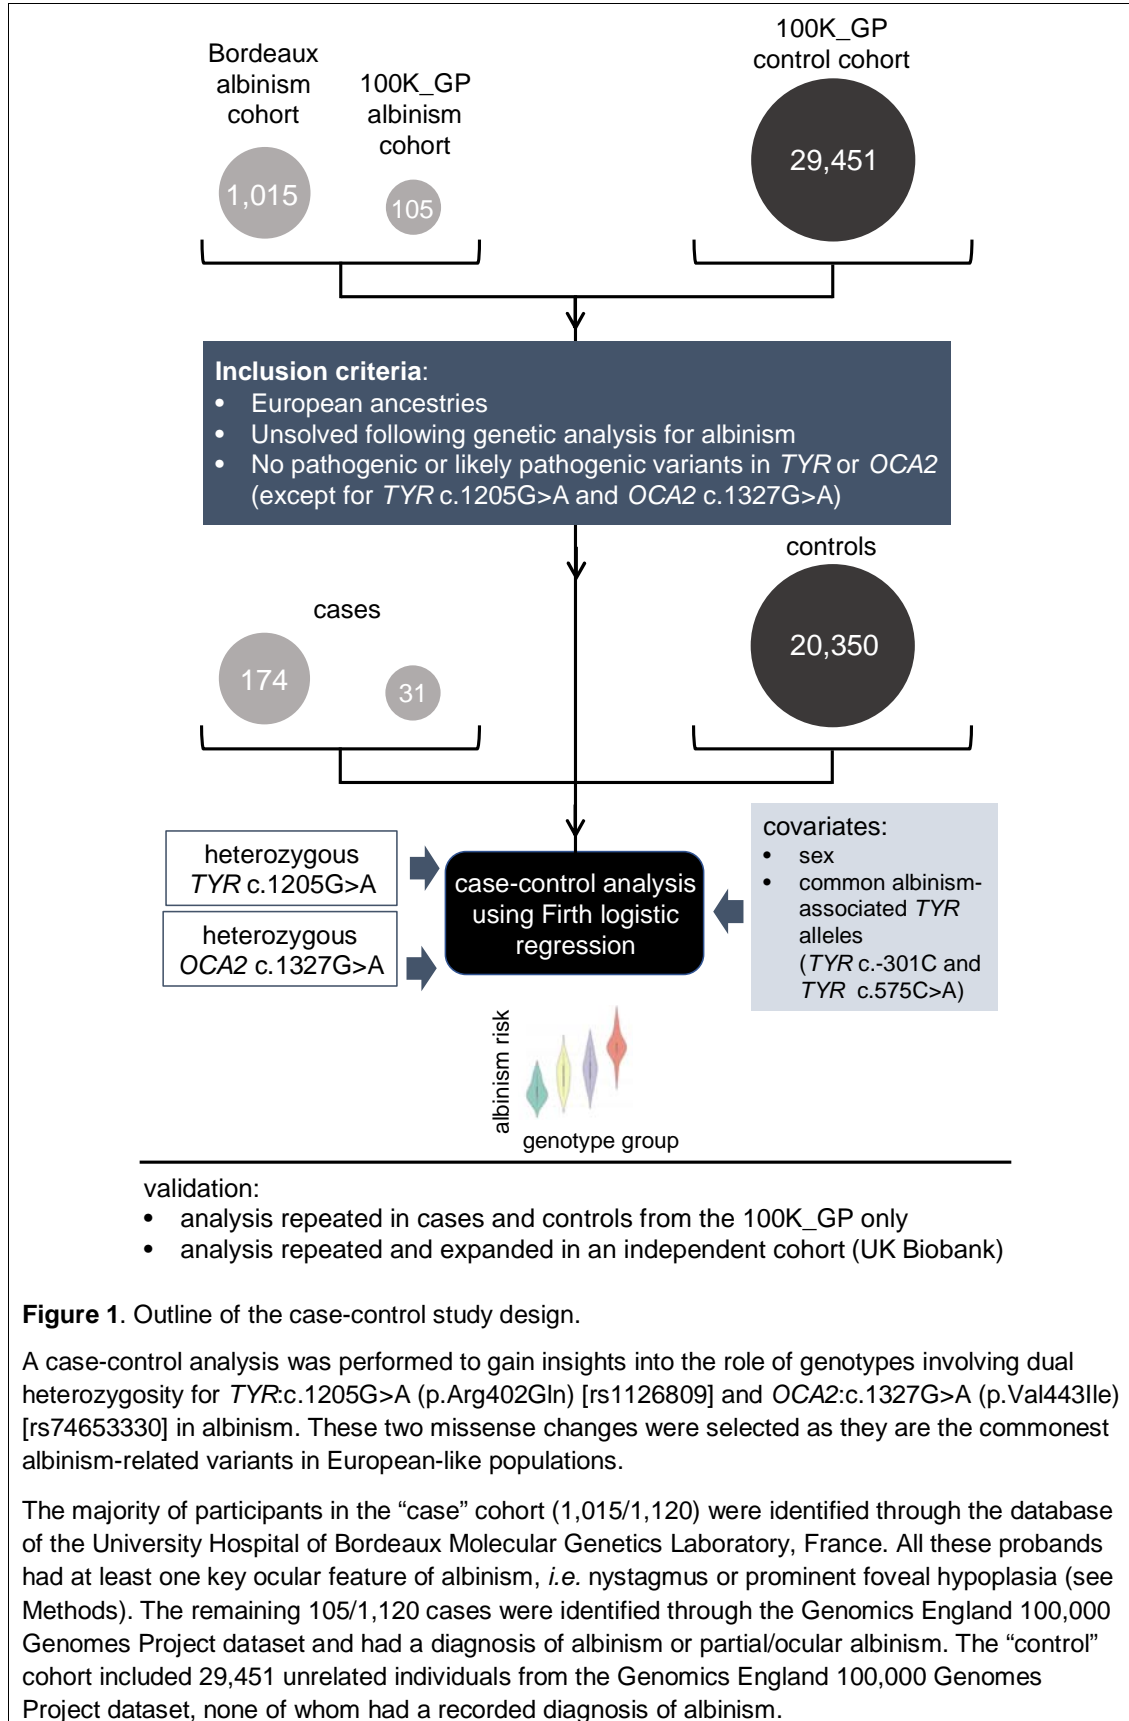 Bordeaux
albinism
cohort
100K_GP
albinism
cohort
100K_GP
control cohort
1,015
105
29,451
Inclusion criteria:
• European ancestries
• Unsolved following genetic analysis for albinism
• No pathogenic or likely pathogenic variants in TYR or OCA2
(except for TYR c.1205G>A and OCA2 c.1327G>A)
cases
controls
174
31
20,350
heterozygous
TYR c.1205G>A
heterozygous
OCA2 c.1327G>A
case-control analysis
using Firth logistic
regression
covariates:
• sex
• common albinism-
associated TYR
alleles
(TYR c.-301C and
TYR c.575C>A)
albinism risk
genotype group
validation:
• analysis repeated in cases and controls from the 100K_GP only
• analysis repeated and expanded in an independent cohort (UK Biobank)
Figure 1. Outline of the case-control study design.
A case-control analysis was performed to gain insights into the role of genotypes involving dual
heterozygosity for TYR:c.1205G>A (p.Arg402Gln) [rs1126809] and OCA2:c.1327G>A (p.Val443Ile)
[rs74653330] in albinism. These two missense changes were selected as they are the commonest
albinism-related variants in European-like populations.
The majority of participants in the “case” cohort (1,015/1,120) were identified through the database
of the University Hospital of Bordeaux Molecular Genetics Laboratory, France. All these probands
had at least one key ocular feature of albinism, i.e. nystagmus or prominent foveal hypoplasia (see
Methods). The remaining 105/1,120 cases were identified through the Genomics England 100,000
Genomes Project dataset and had a diagnosis of albinism or partial/ocular albinism. The “control”
cohort included 29,451 unrelated individuals from the Genomics England 100,000 Genomes
Project dataset, none of whom had a recorded diagnosis of albinism.